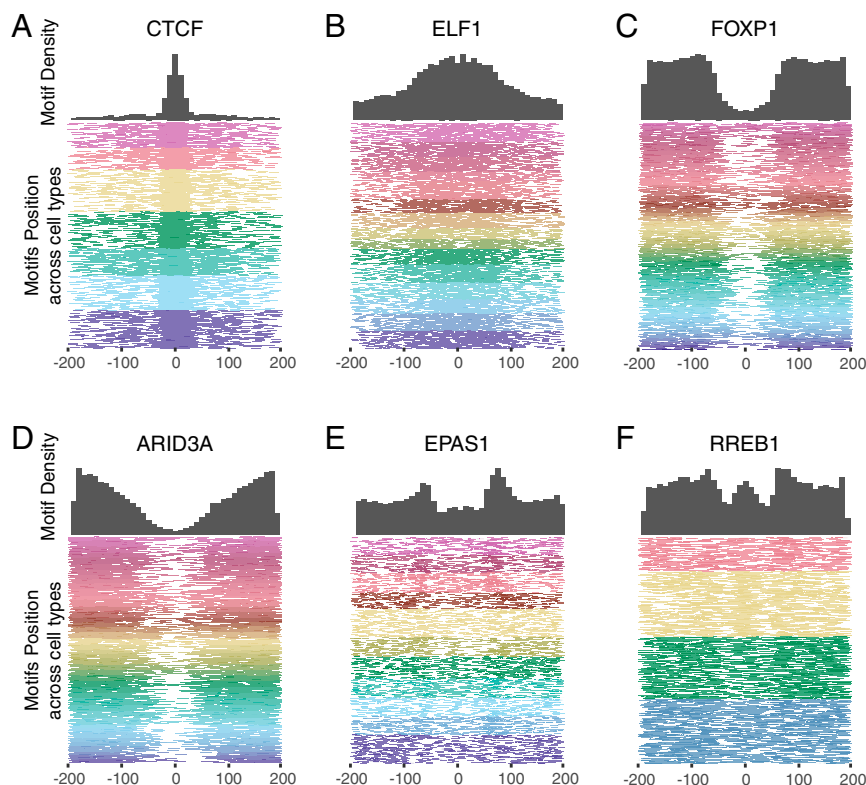 A
CTCF
B
ELF1
C
FOXP1
Motif Density
Motifs Position
across cell types
-200 -100 0 100 200
-200 -100 0 100 200
-200 -100 0 100 200
D
ARID3A
E
EPAS1
F
RREB1
Motif Density
Motifs Position
across cell types
-200 -100 0 100 200
-200 -100 0 100 200
-200 -100 0 100 200